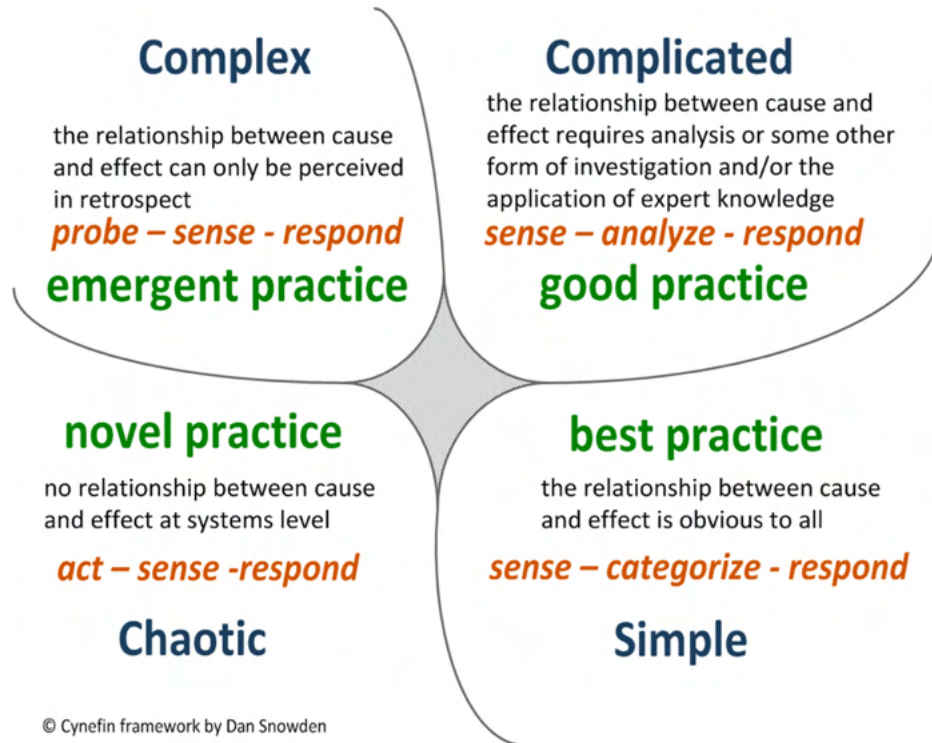 Complex
the relationship between cause
and effect can only be perceived
in retrospect
probe – sense - respond
emergent practice
Complicated
the relationship between cause and
effect requires analysis or some other
form of investigation and/or the
application of expert knowledge
sense – analyze - respond
good practice
novel practice
no relationship between cause
and effect at systems level
act – sense -respond
Chaotic
best practice
the relationship between cause
and effect is obvious to all
sense – categorize - respond
Simple
© Cynefin framework by Dan Snowden